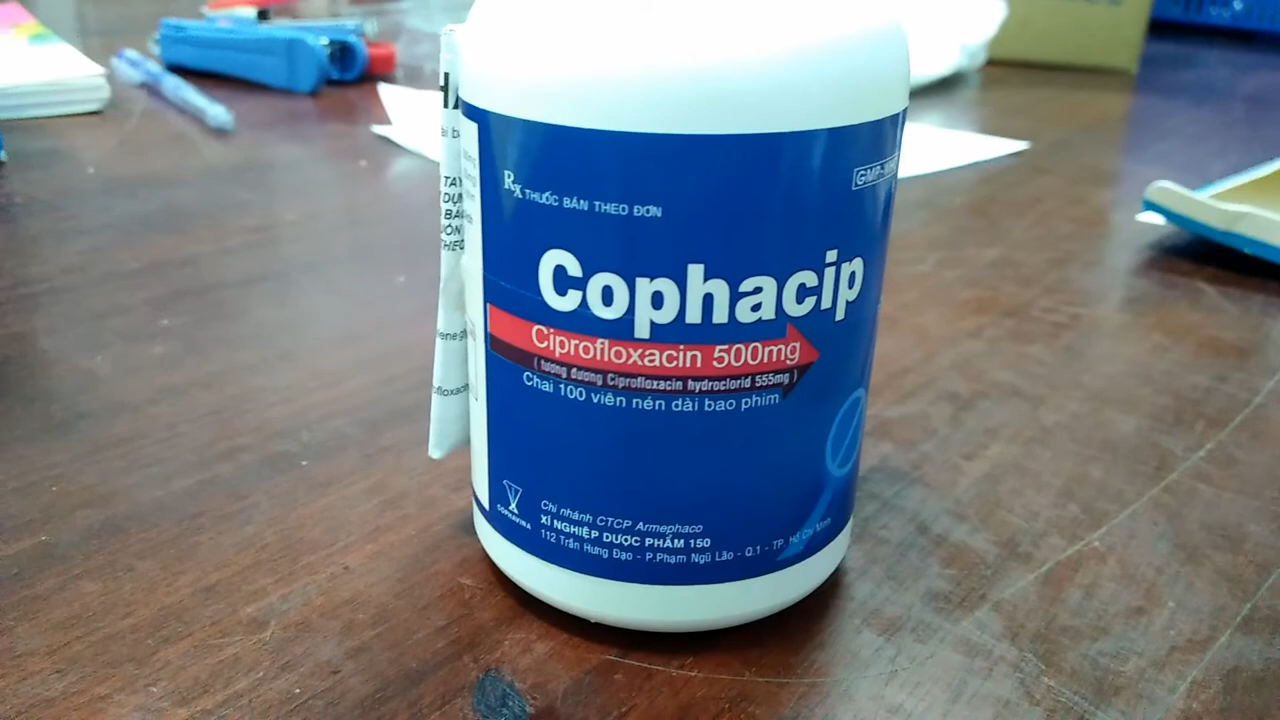 Rx THUỐC BÁN THEO ĐƠN
Cophacip
Ciprofloxacin 500mg
( tương đương Ciprofloxacin hydroclorid 555mg )
Chai 100 viên nén dài bao phim
COPHAVINA
Chi nhánh CTCP Armephaco
XÍ NGHIỆP DƯỢC PHẨM 150
112 Trần Hưng Đạo - P.Phạm Ngũ Lão - Q.1 - TP. Hồ Chí Minh